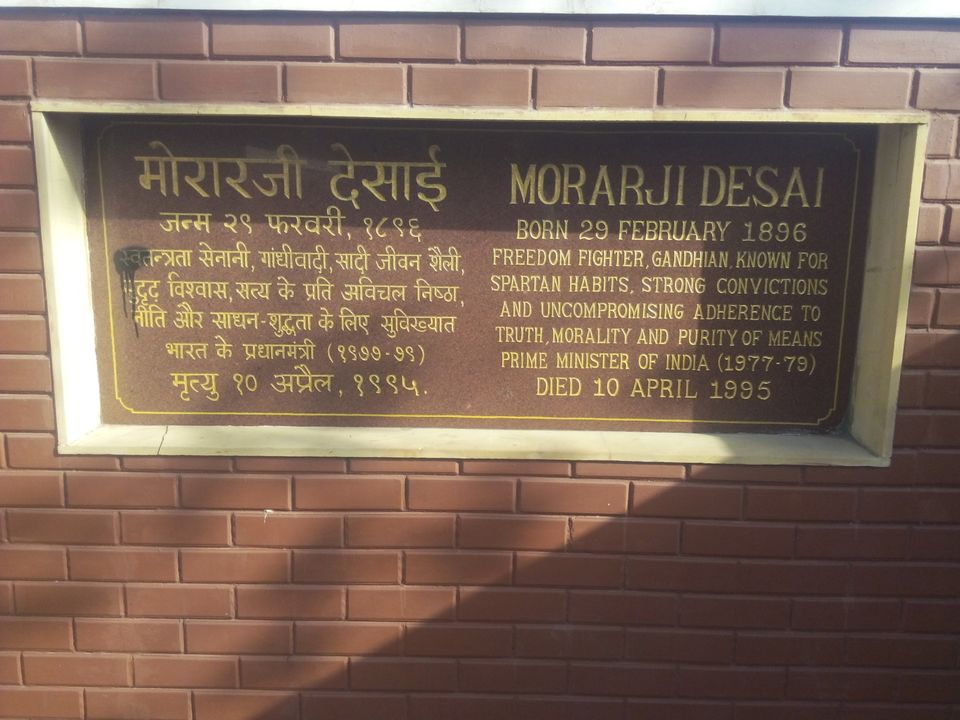 मोरारजी देसाई
जन्म २९ फरवरी, १८९६
स्वतन्त्रता सेनानी, गांधीवादी, सादी जीवन शैली,
दृढ़ विश्वास, सत्य के प्रति अविचल निष्ठा,
नीति और साधन-शुद्धता के लिए सुविख्यात
भारत के प्रधानमंत्री (१९७७-७९)
मृत्यु १० अप्रैल, १९९५.
MORARJI DESAI
BORN 29 FEBRUARY 1896
FREEDOM FIGHTER, GANDHIAN, KNOWN FOR
SPARTAN HABITS, STRONG CONVICTIONS
AND UNCOMPROMISING ADHERENCE TO
TRUTH, MORALITY AND PURITY OF MEANS
PRIME MINISTER OF INDIA (1977-79)
DIED 10 APRIL 1995